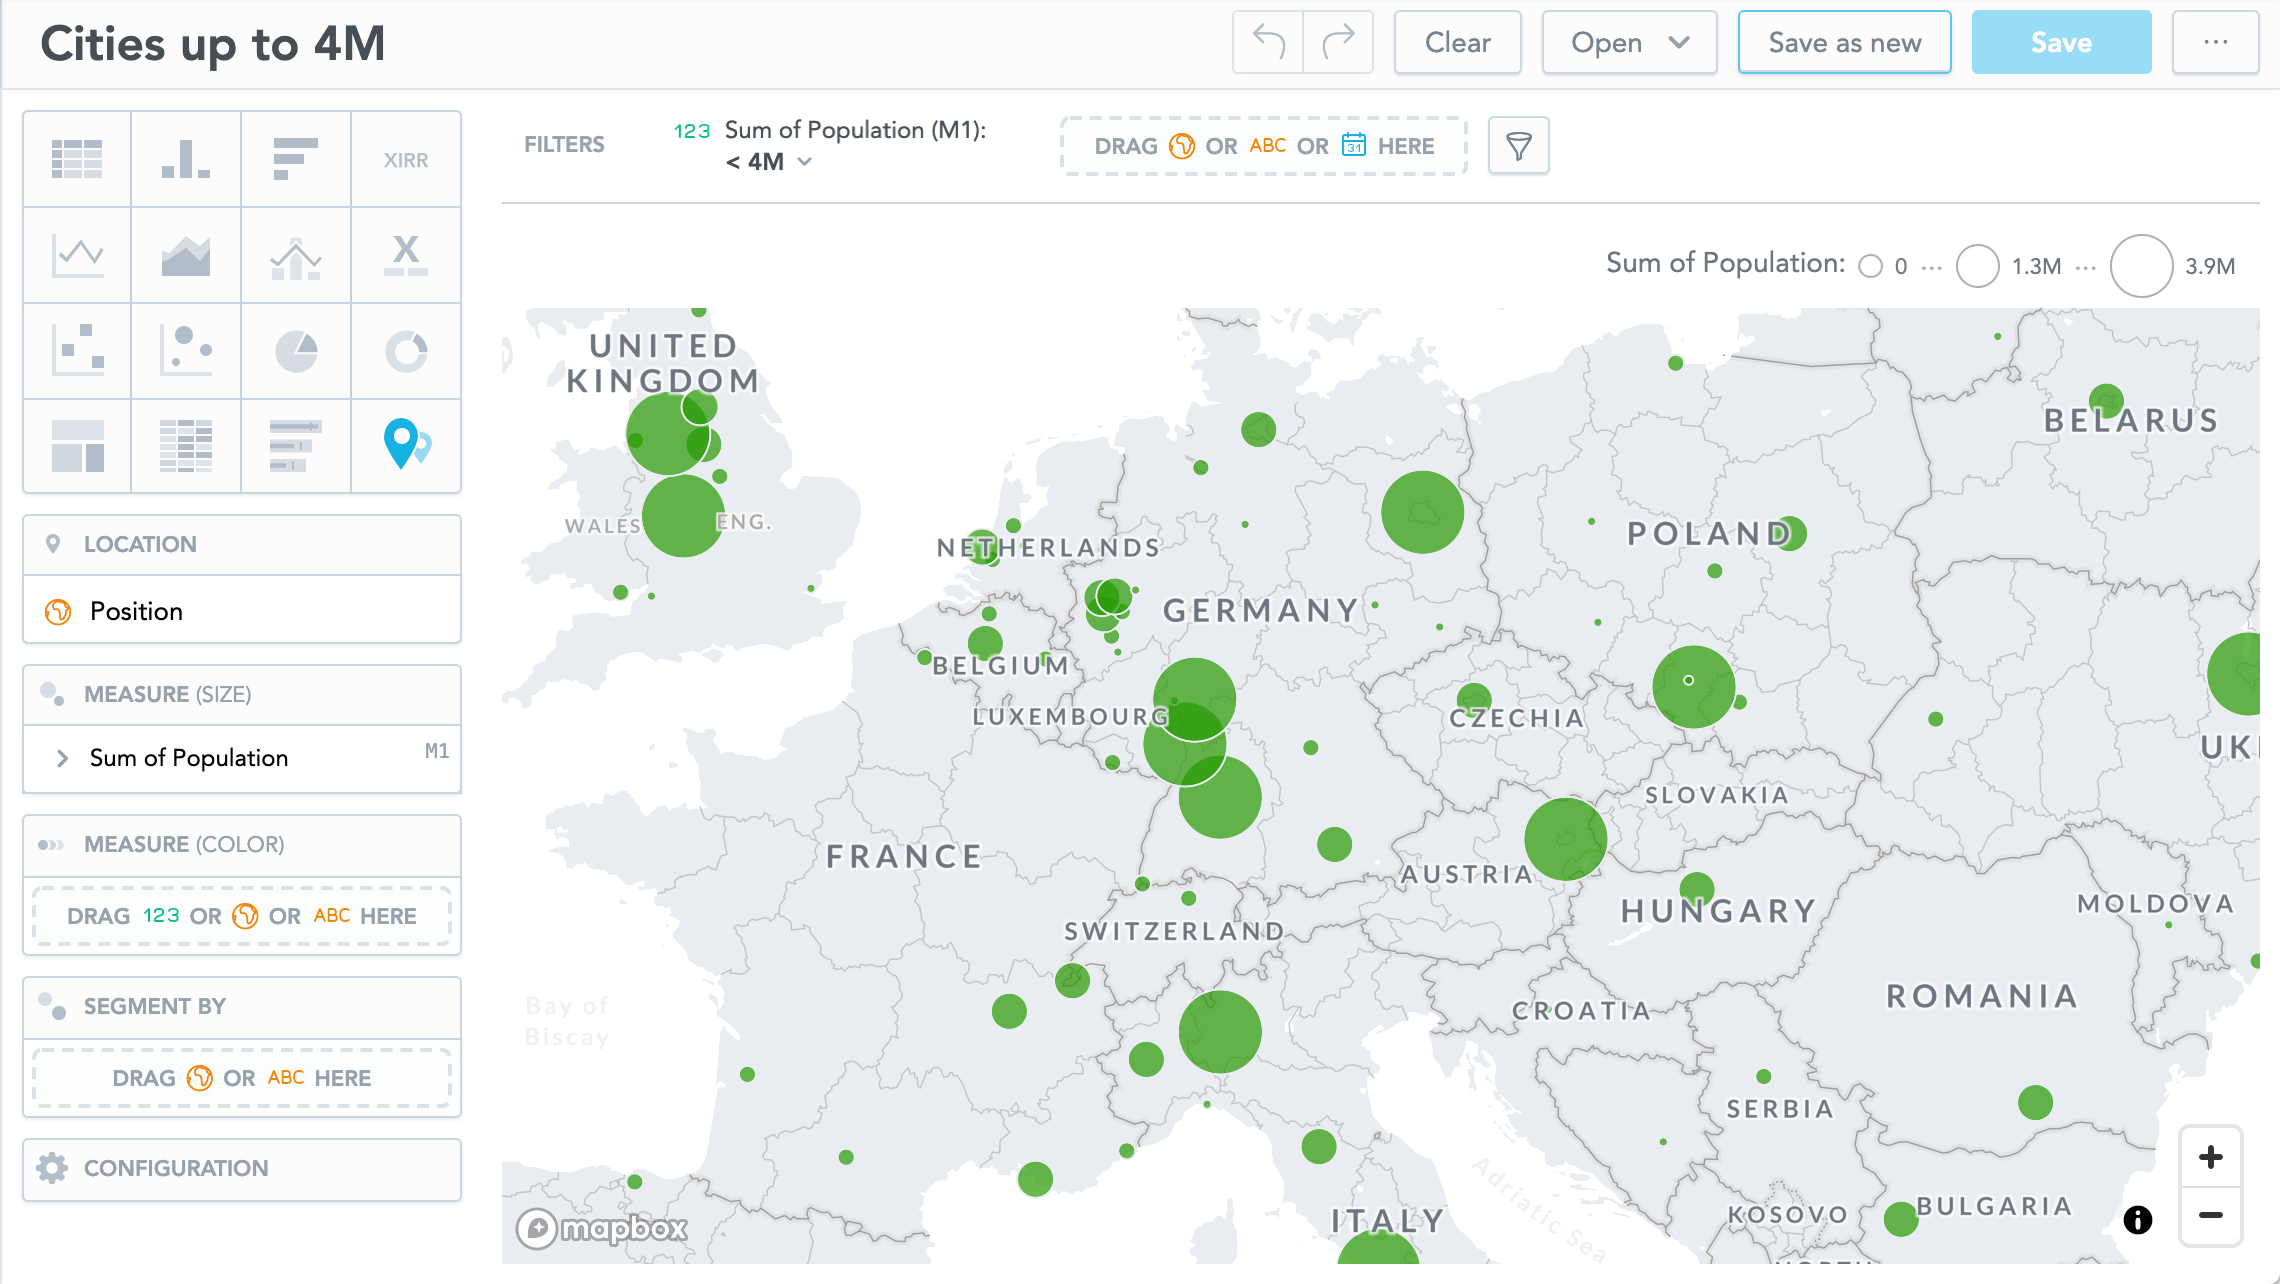 Cities up to 4M
Clear
Open
Save as new
Save
...
XIRR
X
FILTERS
123 Sum of Population (M1):
< 4M
DRAG OR ABC OR 31 HERE
LOCATION
Position
MEASURE (SIZE)
Sum of Population M1
MEASURE (COLOR)
DRAG 123 OR OR ABC HERE
SEGMENT BY
DRAG OR ABC HERE
CONFIGURATION
Sum of Population: 0 ... 1.3M ... 3.9M
UNITED
KINGDOM
BELARUS
WALES
ENG.
NETHERLANDS
POLAND
GERMANY
BELGIUM
LUXEMBOURG
CZECHIA
UKI
SLOVAKIA
FRANCE
AUSTRIA
HUNGARY
MOLDOVA
SWITZERLAND
Bay of
Biscay
CROATIA
ROMANIA
SERBIA
Adriatic Sea
ITALY
KOSOVO
BULGARIA
mapbox
+
−